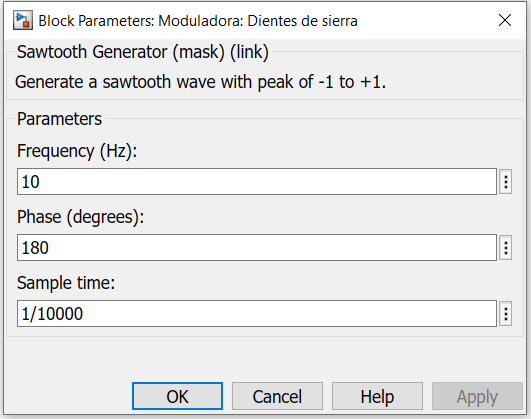 Block Parameters: Moduladora: Dientes de sierra
Sawtooth Generator (mask) (link)
Generate a sawtooth wave with peak of -1 to +1.
Parameters
Frequency (Hz):
10
Phase (degrees):
180
Sample time:
1/10000
OK Cancel Help Apply